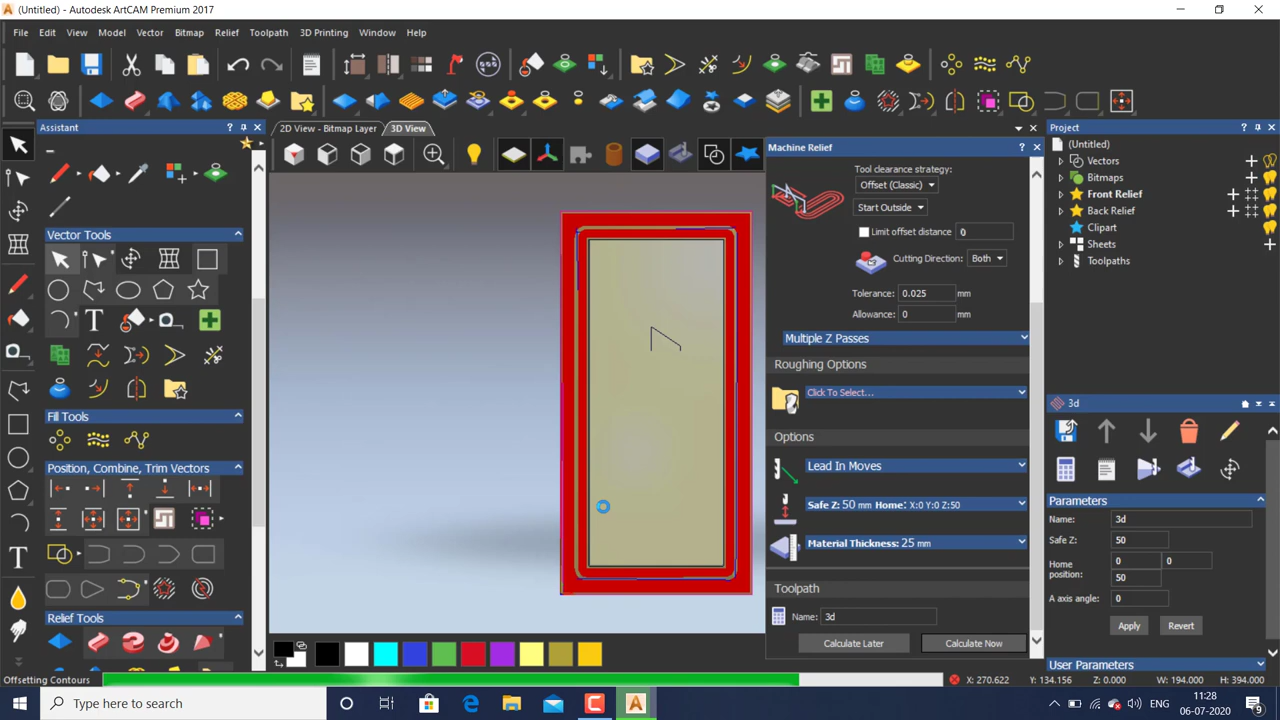 (Untitled) - Autodesk ArtCAM Premium 2017
File Edit View Model Vector Bitmap Relief Toolpath 3D Printing Window Help
Assistant
Vector Tools
Fill Tools
Position, Combine, Trim Vectors
Relief Tools
2D View - Bitmap Layer 3D View
Machine Relief
Tool clearance strategy:
Offset (Classic)
Start Outside
Limit offset distance 0
Cutting Direction: Both
Tolerance: 0.025 mm
Allowance: 0 mm
Multiple Z Passes
Roughing Options
Click To Select...
Options
Lead In Moves
Safe Z: 50 mm Home: X:0 Y:0 Z:50
Material Thickness: 25 mm
Toolpath
Name: 3d
Calculate Later Calculate Now
Project
(Untitled)
Vectors
Bitmaps
Front Relief
Back Relief
Clipart
Sheets
Toolpaths
3d
Parameters
Name: 3d
Safe Z: 50
Home position: 0 0
50
A axis angle: 0
Apply Revert
User Parameters
Offsetting Contours
X: 270.622 Y: 134.156 Z: 0.000 W: 194.000 H: 394.000
Type here to search
ENG
11:28
06-07-2020
9